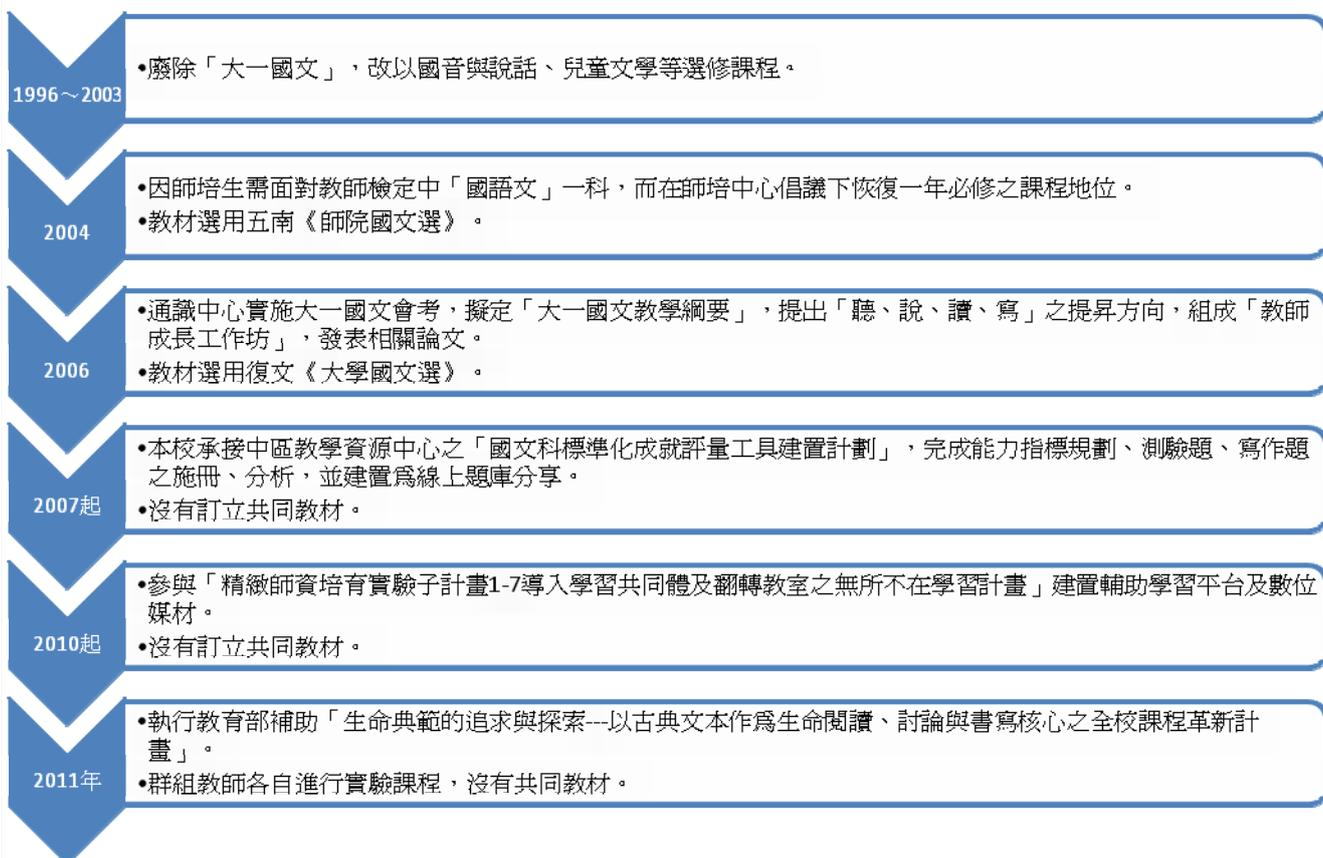 1996～2003
•廢除「大一國文」，改以國音與說話、兒童文學等選修課程。
2004
•因師培生需面對教師檢定中「國語文」一科，而在師培中心倡議下恢復一年必修之課程地位。
•教材選用五南《師院國文選》。
2006
•通識中心實施大一國文會考，擬定「大一國文教學綱要」，提出「聽、說、讀、寫」之提昇方向，組成「教師
成長工作坊」，發表相關論文。
•教材選用復文《大學國文選》。
2007起
•本校承接中區教學資源中心之「國文科標準化成就評量工具建置計劃」，完成能力指標規劃、測驗題、寫作題
之施冊、分析，並建置為線上題庫分享。
•沒有訂立共同教材。
2010起
•參與「精緻師資培育實驗子計畫1-7導入學習共同體及翻轉教室之無所不在學習計畫」建置輔助學習平台及數位
媒材。
•沒有訂立共同教材。
2011年
•執行教育部補助「生命典範的追求與探索---以古典文本作為生命閱讀、討論與書寫核心之全校課程革新計
畫」。
•群組教師各自進行實驗課程，沒有共同教材。